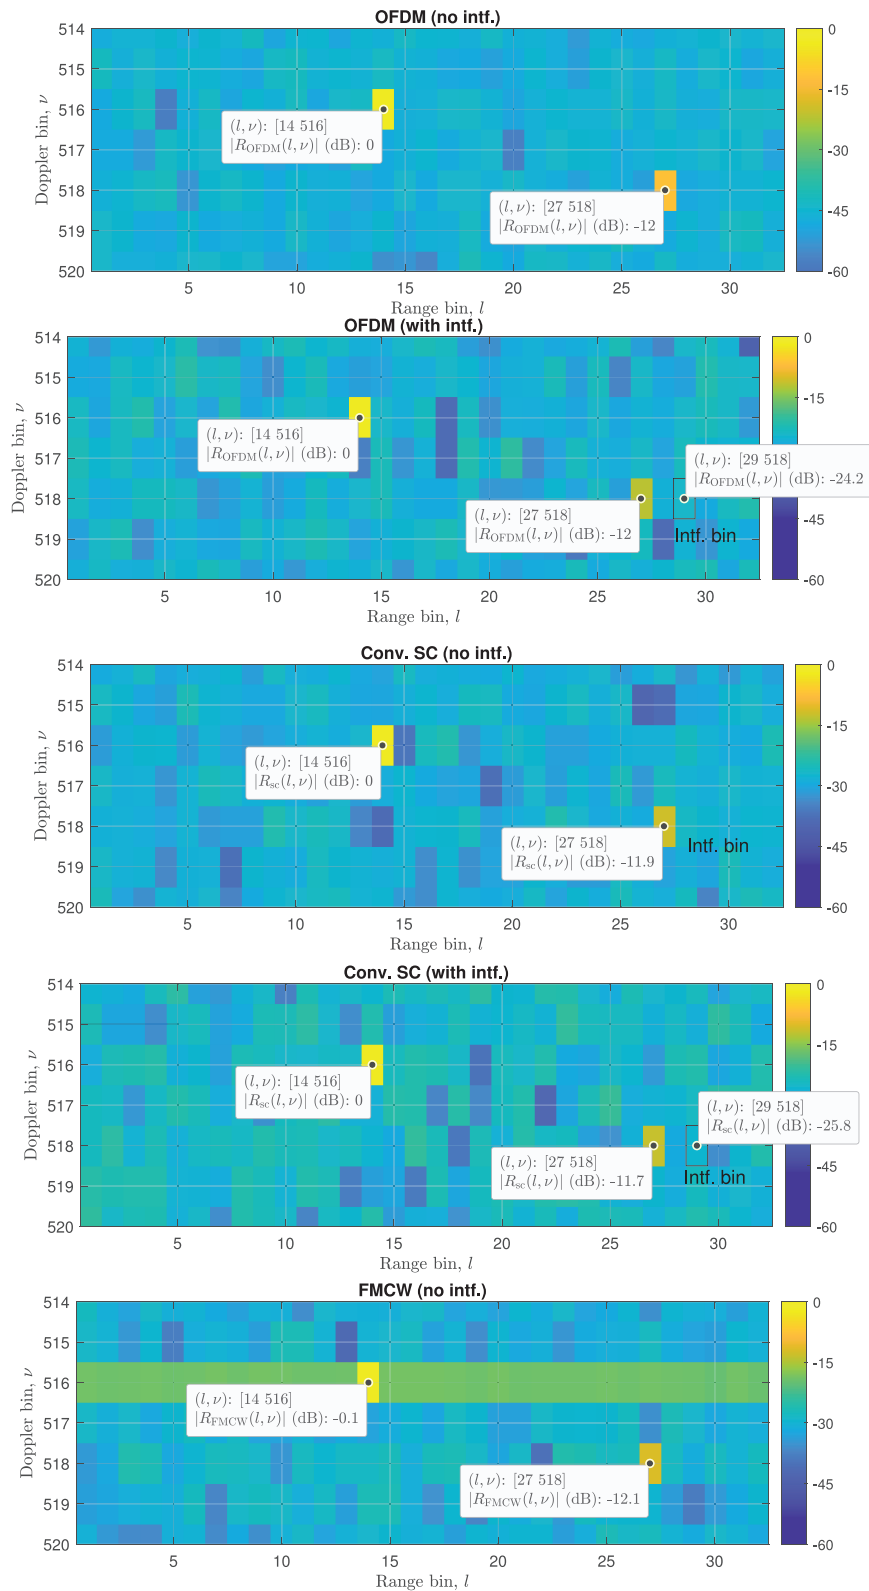 OFDM (no intf.)
514
515
516
517
518
519
520
Doppler bin, ν
(l, ν): [14 516]
|R_OFDM(l, ν)| (dB): 0
(l, ν): [27 518]
|R_OFDM(l, ν)| (dB): -12
5
10
15
20
25
30
Range bin, l
0
-15
-30
-45
-60
OFDM (with intf.)
514
515
516
517
518
519
520
Doppler bin, ν
(l, ν): [14 516]
|R_OFDM(l, ν)| (dB): 0
(l, ν): [29 518]
|R_OFDM(l, ν)| (dB): -24.2
(l, ν): [27 518]
|R_OFDM(l, ν)| (dB): -12
Intf. bin
5
10
15
20
25
30
Range bin, l
0
-15
-45
-60
Conv. SC (no intf.)
514
515
516
517
518
519
520
Doppler bin, ν
(l, ν): [14 516]
|R_sc(l, ν)| (dB): 0
(l, ν): [27 518]
|R_sc(l, ν)| (dB): -11.9
Intf. bin
5
10
15
20
25
30
Range bin, l
0
-15
-30
-45
-60
Conv. SC (with intf.)
514
515
516
517
518
519
520
Doppler bin, ν
(l, ν): [14 516]
|R_sc(l, ν)| (dB): 0
(l, ν): [29 518]
|R_sc(l, ν)| (dB): -25.8
(l, ν): [27 518]
|R_sc(l, ν)| (dB): -11.7
Intf. bin
5
10
15
20
25
30
Range bin, l
0
-15
-45
-60
FMCW (no intf.)
514
515
516
517
518
519
520
Doppler bin, ν
(l, ν): [14 516]
|R_FMCW(l, ν)| (dB): -0.1
(l, ν): [27 518]
|R_FMCW(l, ν)| (dB): -12.1
5
10
15
20
25
30
Range bin, l
0
-15
-30
-45
-60